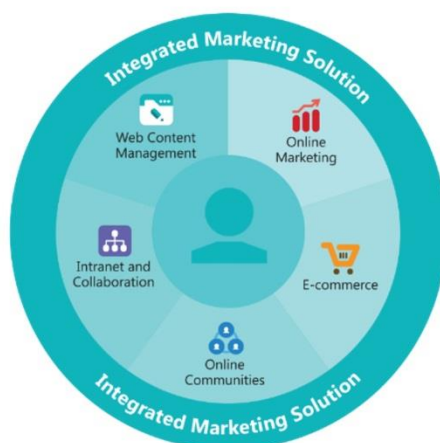 Integrated Marketing Solution
Web Content
Management
Online
Marketing
Intranet and
Collaboration
E-commerce
Online
Communities
Integrated Marketing Solution